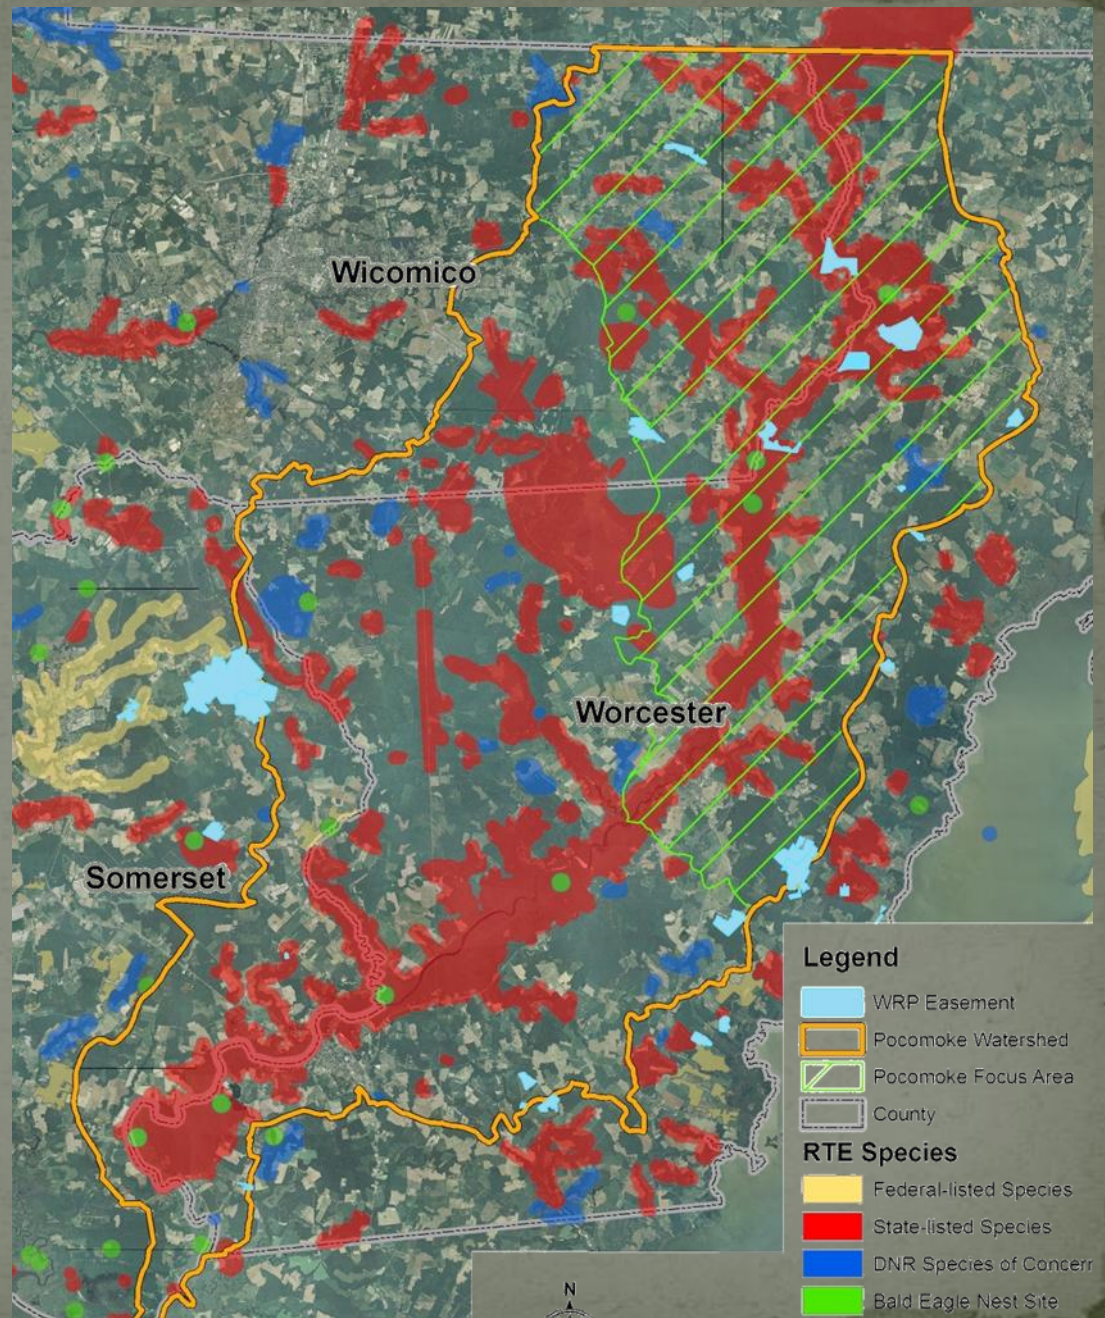 Wicomico
Worcester
Somerset
Legend
WRP Easement
Pocomoke Watershed
Pocomoke Focus Area
County
RTE Species
Federal-listed Species
State-listed Species
DNR Species of Concern
Bald Eagle Nest Site
N